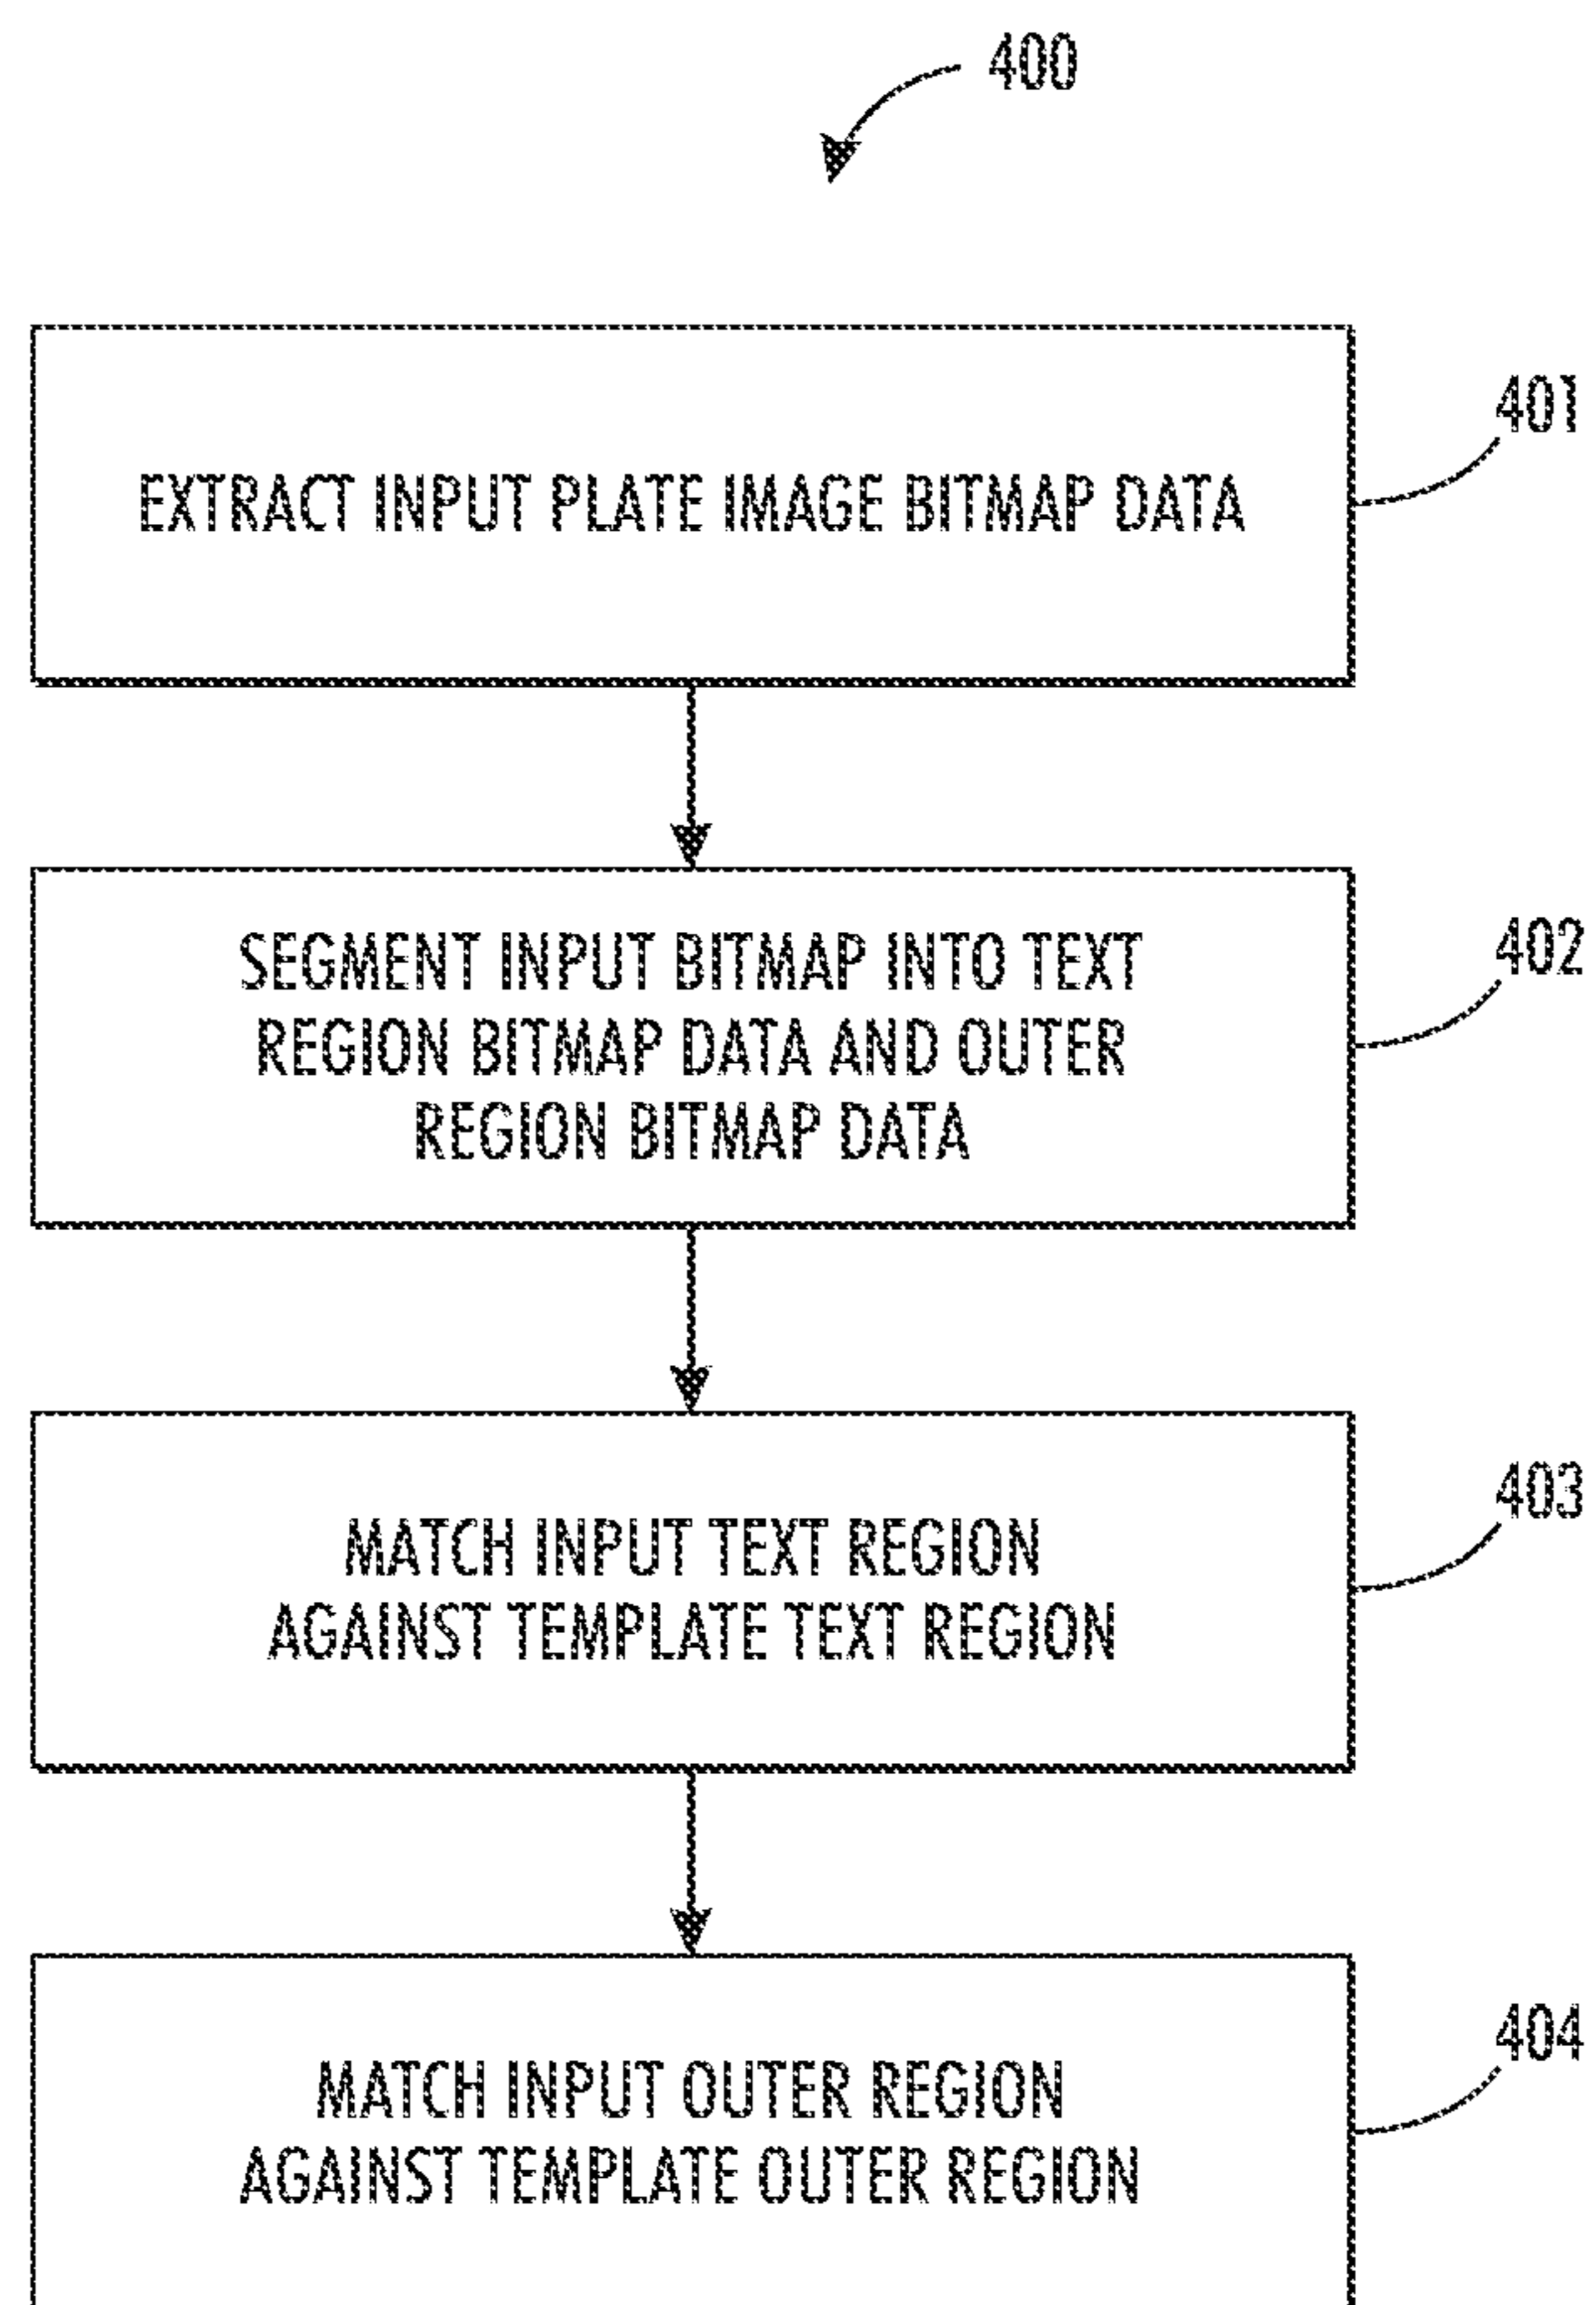 400
EXTRACT INPUT PLATE IMAGE BITMAP DATA
401
SEGMENT INPUT BITMAP INTO TEXT
REGION BITMAP DATA AND OUTER
REGION BITMAP DATA
402
MATCH INPUT TEXT REGION
AGAINST TEMPLATE TEXT REGION
403
MATCH INPUT OUTER REGION
AGAINST TEMPLATE OUTER REGION
404